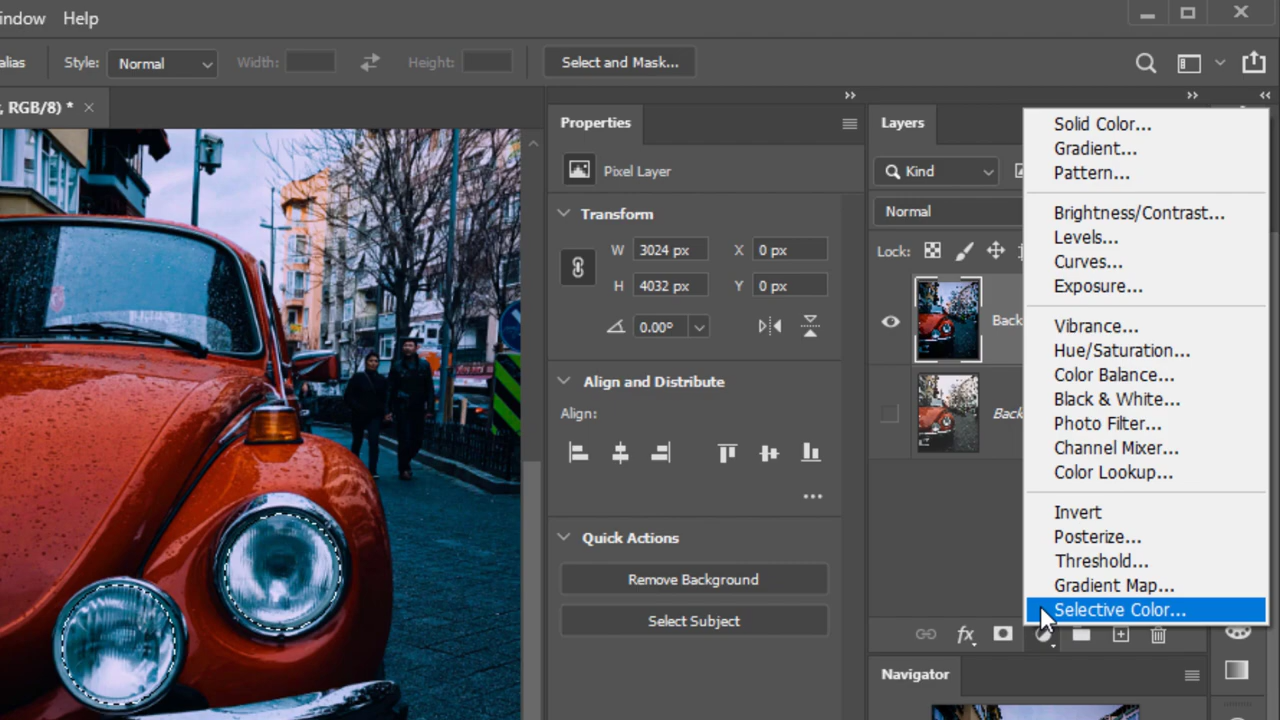 indow Help
alias Style: Normal Width: Height: Select and Mask...
, RGB/8) * ×
Properties
Pixel Layer
Transform
W 3024 px X 0 px
H 4032 px Y 0 px
0.00º
Align and Distribute
Align:
Quick Actions
Remove Background
Select Subject
Layers
Kind
Normal
Lock:
Back
Back
fx
Navigator
Solid Color...
Gradient...
Pattern...
Brightness/Contrast...
Levels...
Curves...
Exposure...
Vibrance...
Hue/Saturation...
Color Balance...
Black & White...
Photo Filter...
Channel Mixer...
Color Lookup...
Invert
Posterize...
Threshold...
Gradient Map...
Selective Color...